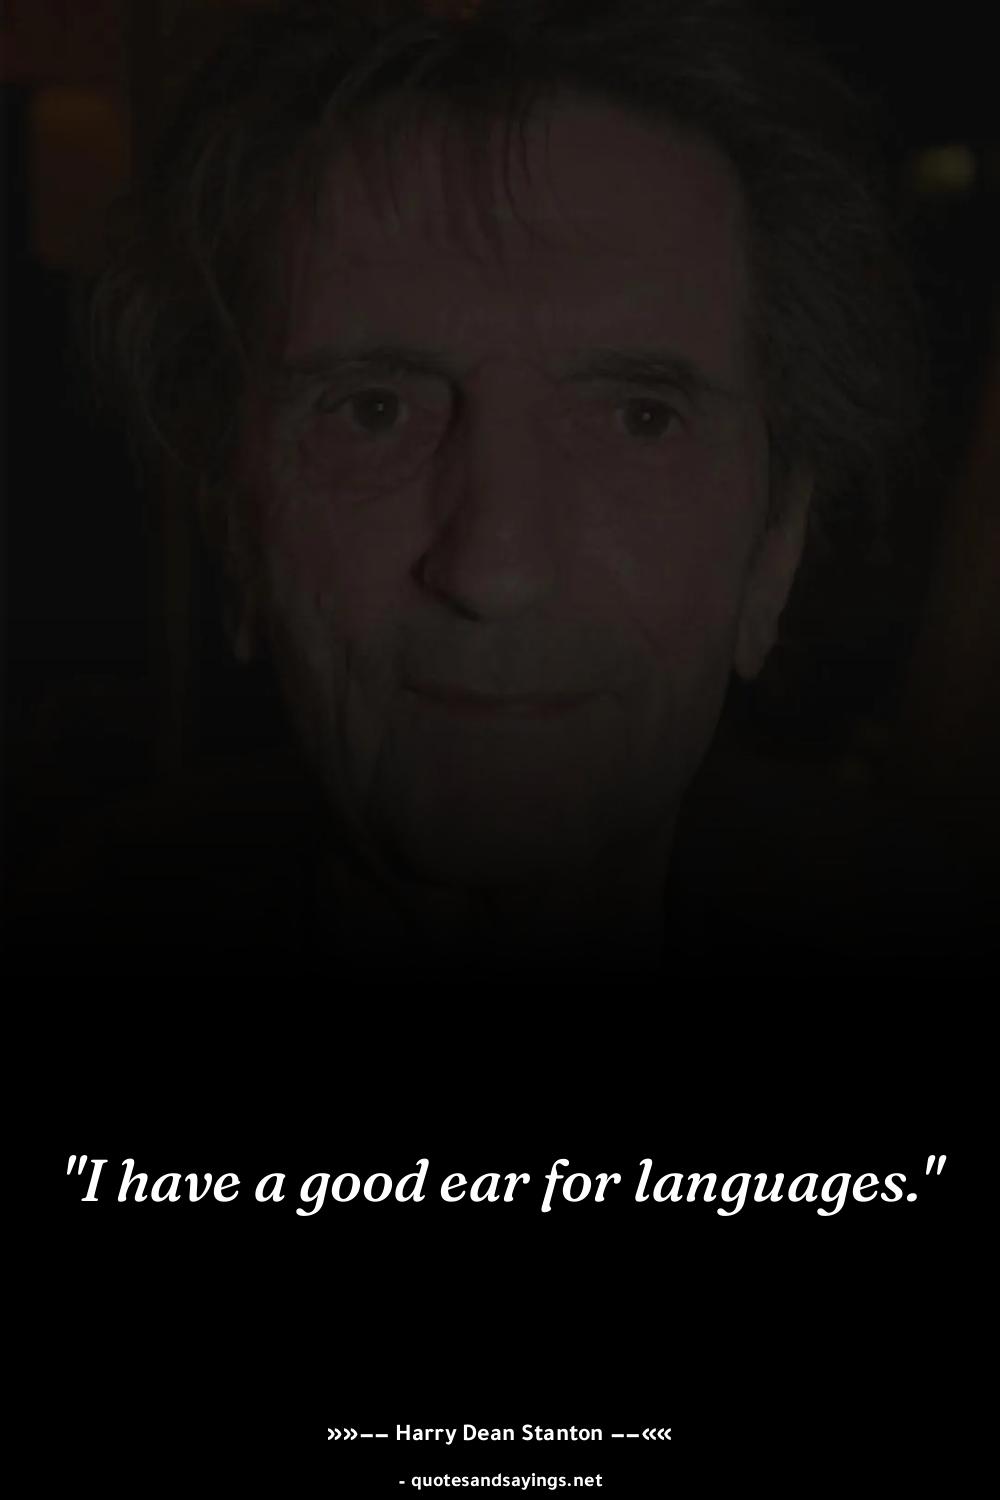 "I have a good ear for languages."
»»–– Harry Dean Stanton ––««
- quotesandsayings.net